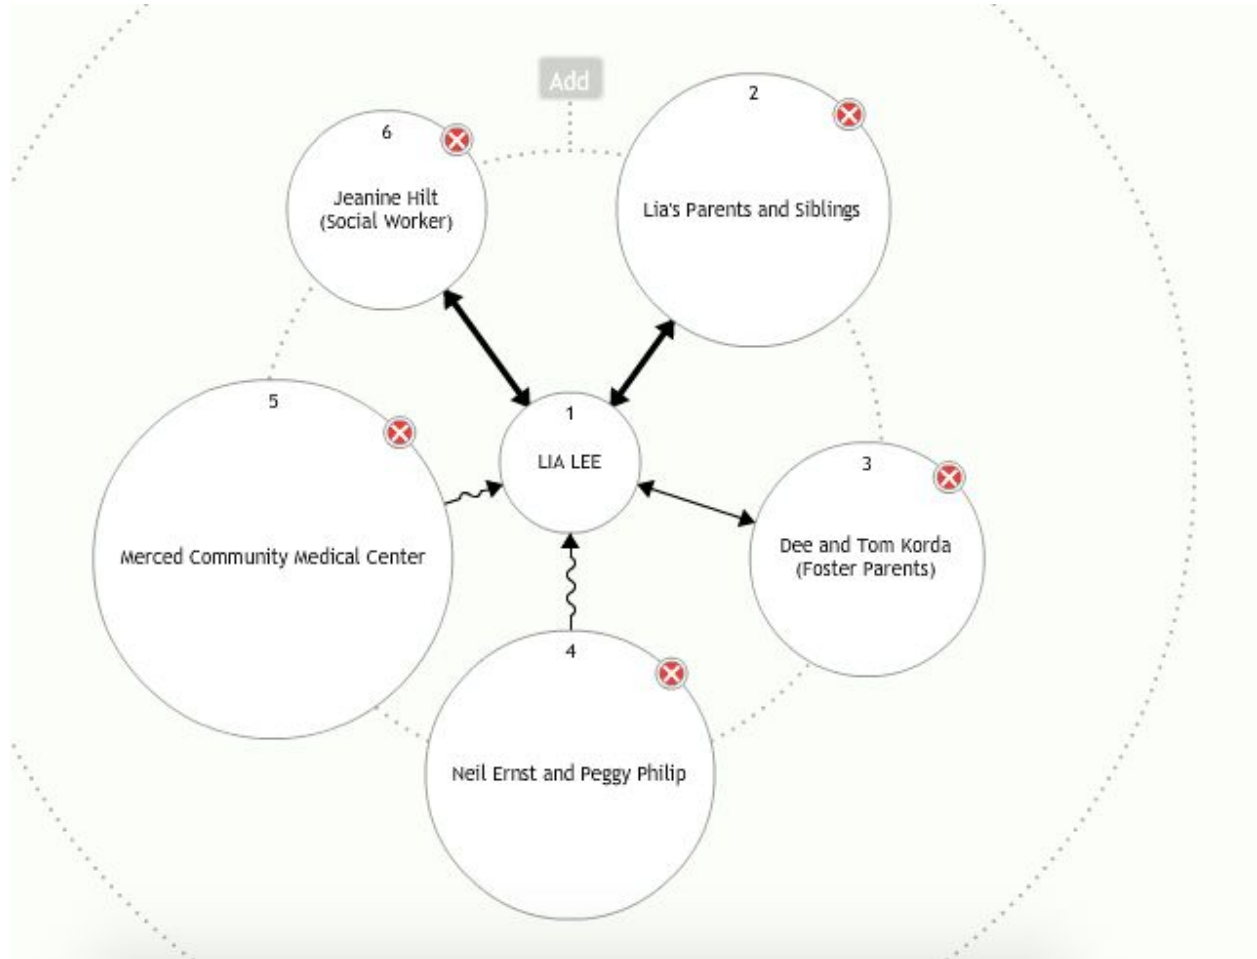 Add
6
Jeanine Hilt
(Social Worker)
2
Lia's Parents and Siblings
5
Merced Community Medical Center
1
LIA LEE
3
Dee and Tom Korda
(Foster Parents)
4
Neil Ernst and Peggy Philip